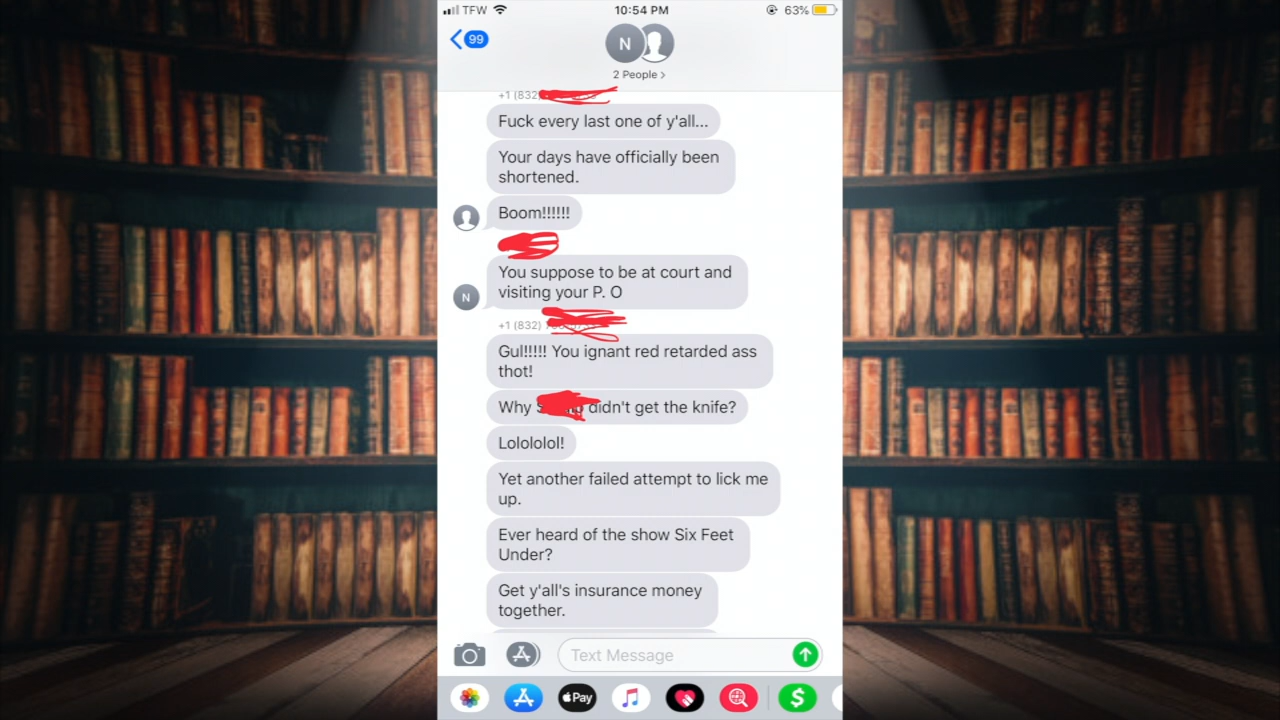 TFW
10:54 PM
63%
99
N
2 People >
+1 (832)
Fuck every last one of y'all...
Your days have officially been
shortened.
Boom!!!!!!
You suppose to be at court and
visiting your P. O
N
+1 (832)
Gul!!!!! You ignant red retarded ass
thot!
Why didn't get the knife?
Lolololol!
Yet another failed attempt to lick me
up.
Ever heard of the show Six Feet
Under?
Get y'all's insurance money
together.
Text Message
Pay
$